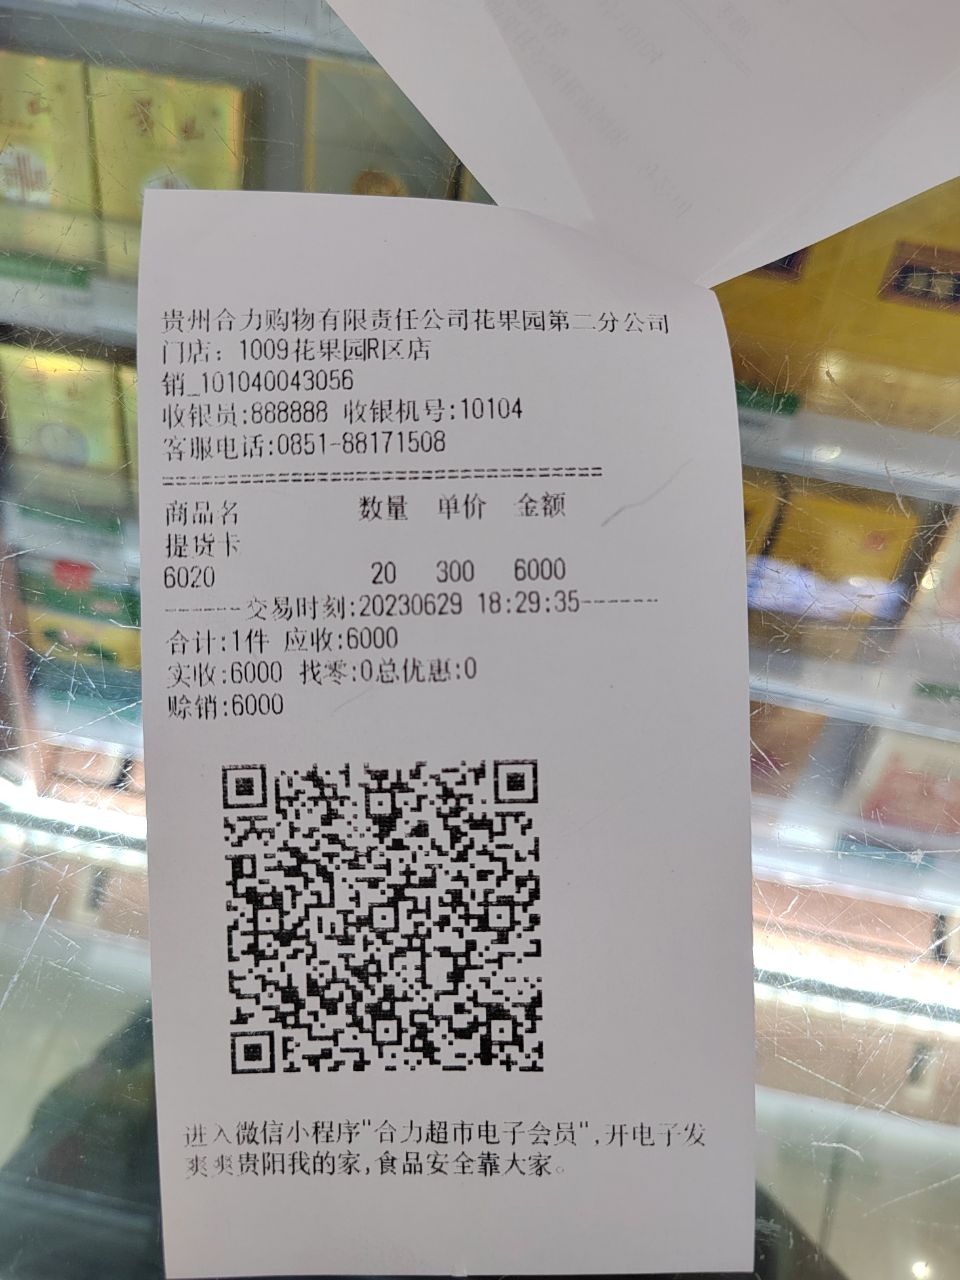 贵州合力购物有限责任公司花果园第二分公司
门店：1009花果园R区店
销_101040043056
收银员:888888 收银机号:10104
客服电话:0851-88171508
商品名 数量 单价 金额
提货卡
6020 20 300 6000
-------交易时刻:20230629 18:29:35-------
合计:1件 应收:6000
实收:6000 找零:0总优惠:0
赊销:6000
进入微信小程序"合力超市电子会员",开电子发
爽爽贵阳我的家,食品安全靠大家。